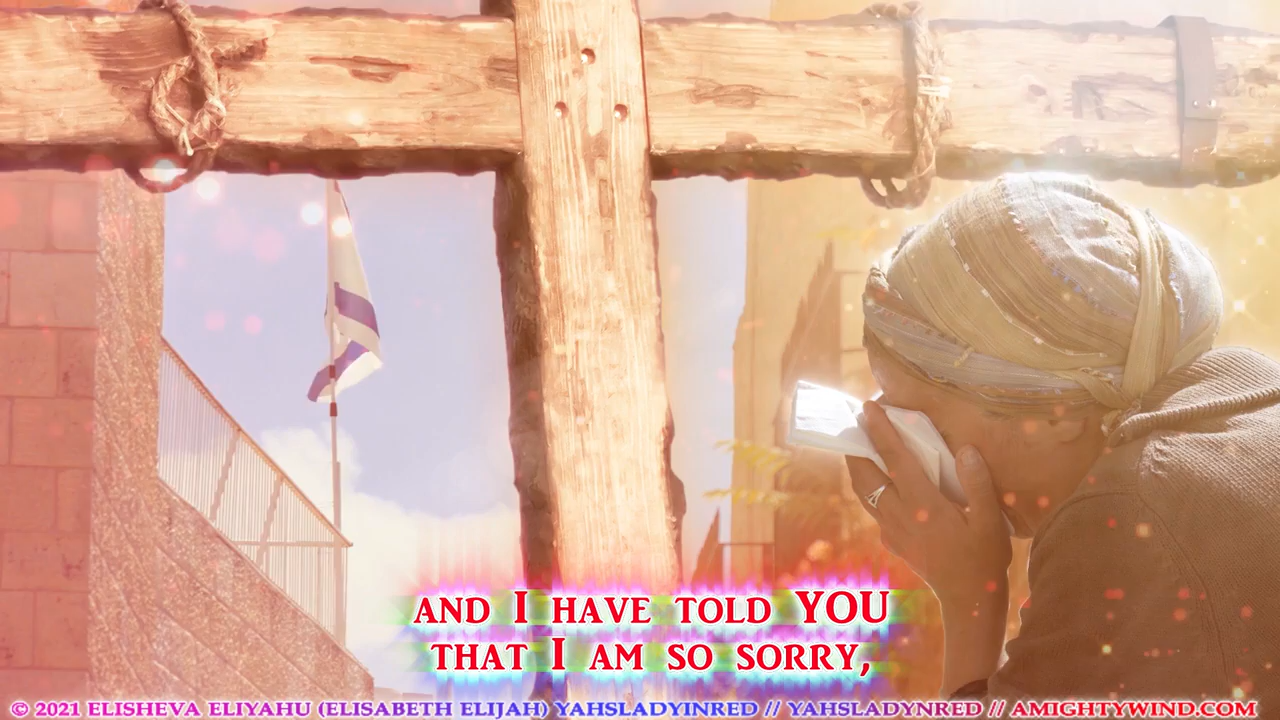 AND I HAVE TOLD YOU
THAT I AM SO SORRY,
© 2021 ELISHEVA ELIYAHU (ELISABETH ELIJAH) YAHSLADYINRED // YAHSLADYNRED // AMIGHTYWIND.COM